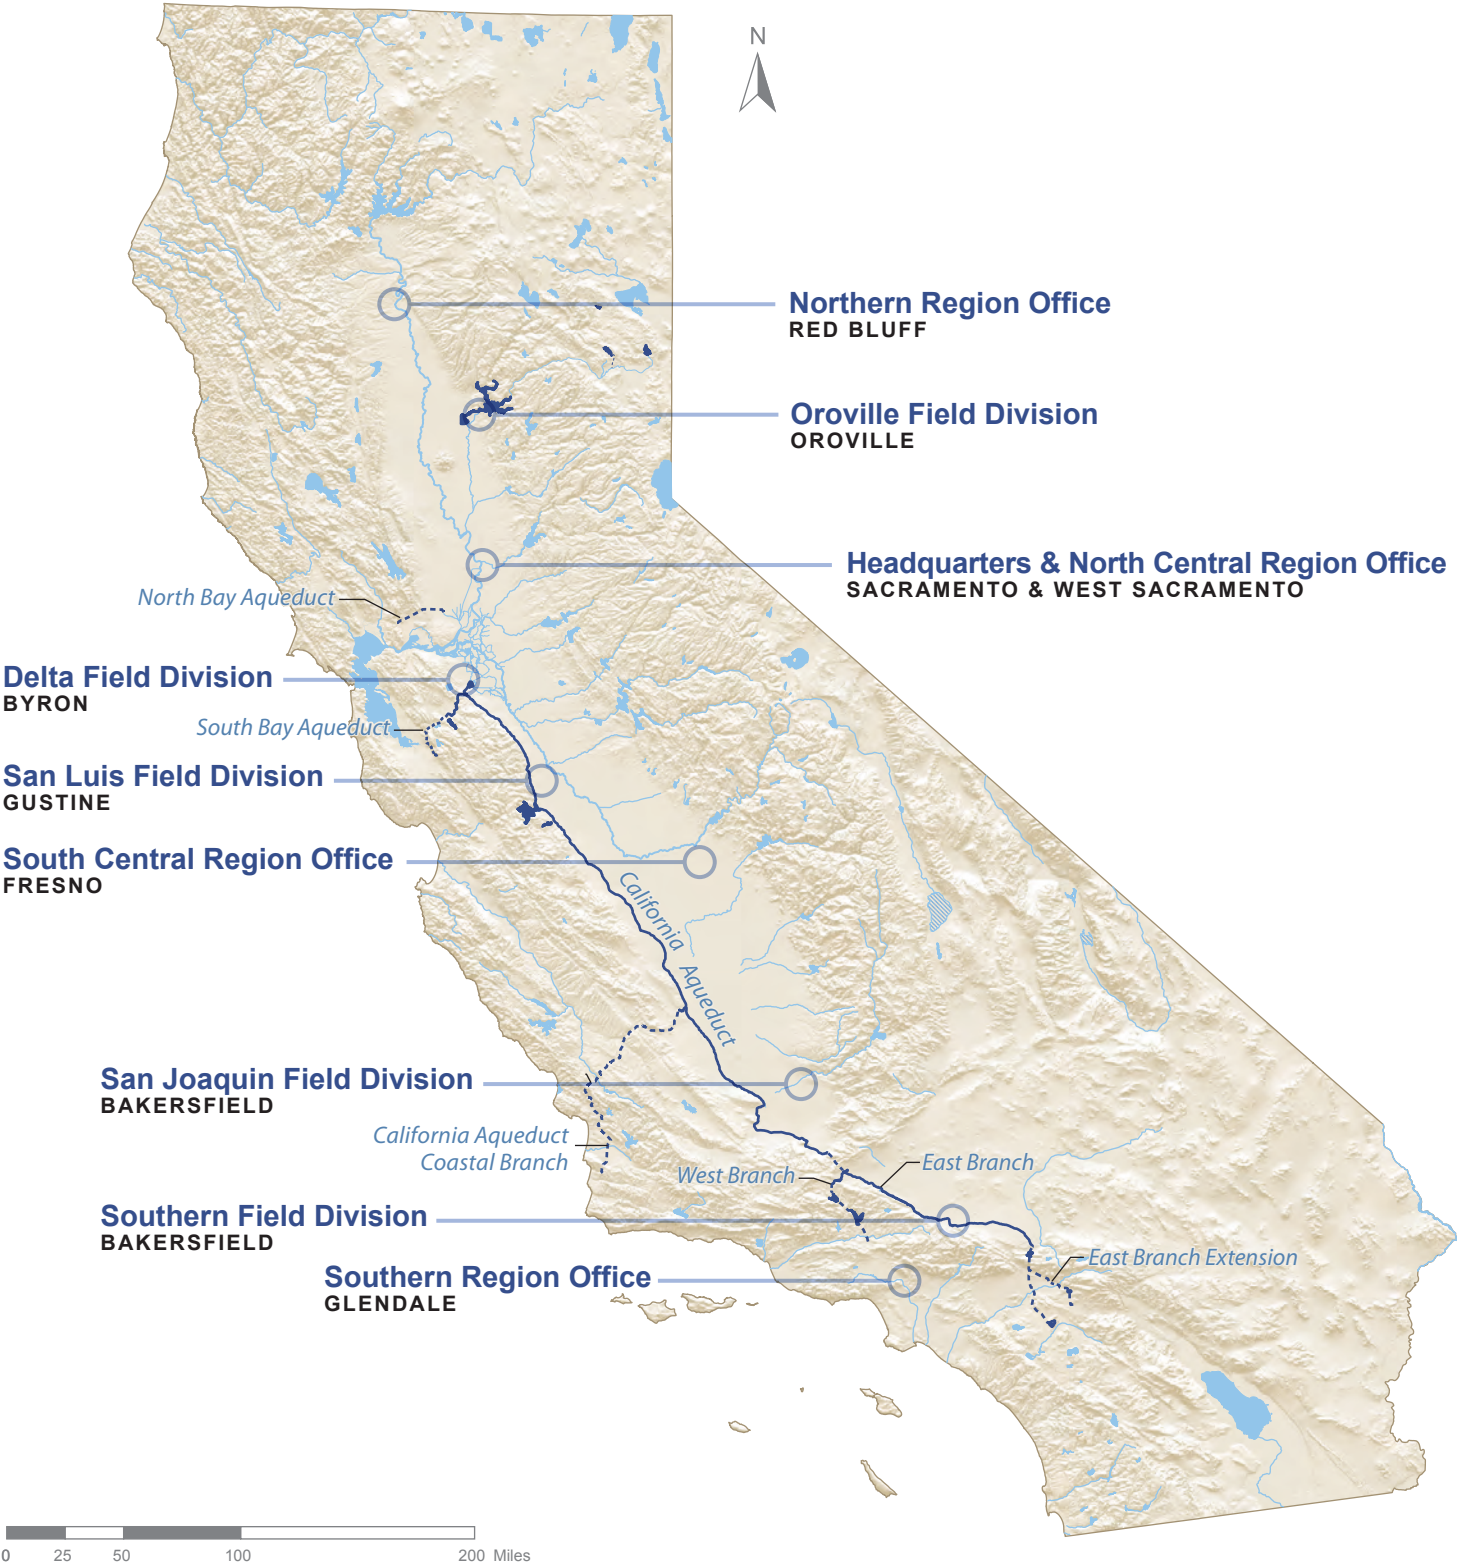 N
Northern Region Office
RED BLUFF
Oroville Field Division
OROVILLE
Headquarters & North Central Region Office
SACRAMENTO & WEST SACRAMENTO
North Bay Aqueduct
Delta Field Division
BYRON
South Bay Aqueduct
San Luis Field Division
GUSTINE
South Central Region Office
FRESNO
California Aqueduct
San Joaquin Field Division
BAKERSFIELD
California Aqueduct
Coastal Branch
West Branch
East Branch
Southern Field Division
BAKERSFIELD
East Branch Extension
Southern Region Office
GLENDALE
0 25 50 100 200 Miles